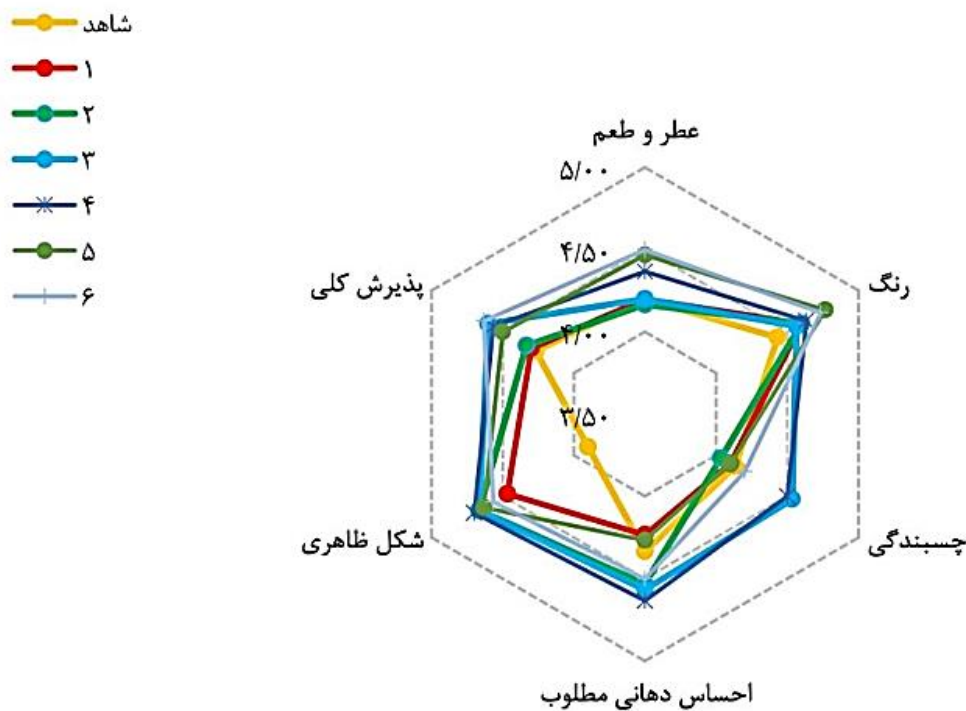 شاهد
۱
۲
۳
۴
۵
۶
عطر و طعم
۵/۰۰
۴/۵۰
۴/۰۰
۳/۵۰
رنگ
چسبندگی
احساس دهانی مطلوب
شکل ظاهری
پذیرش کلی